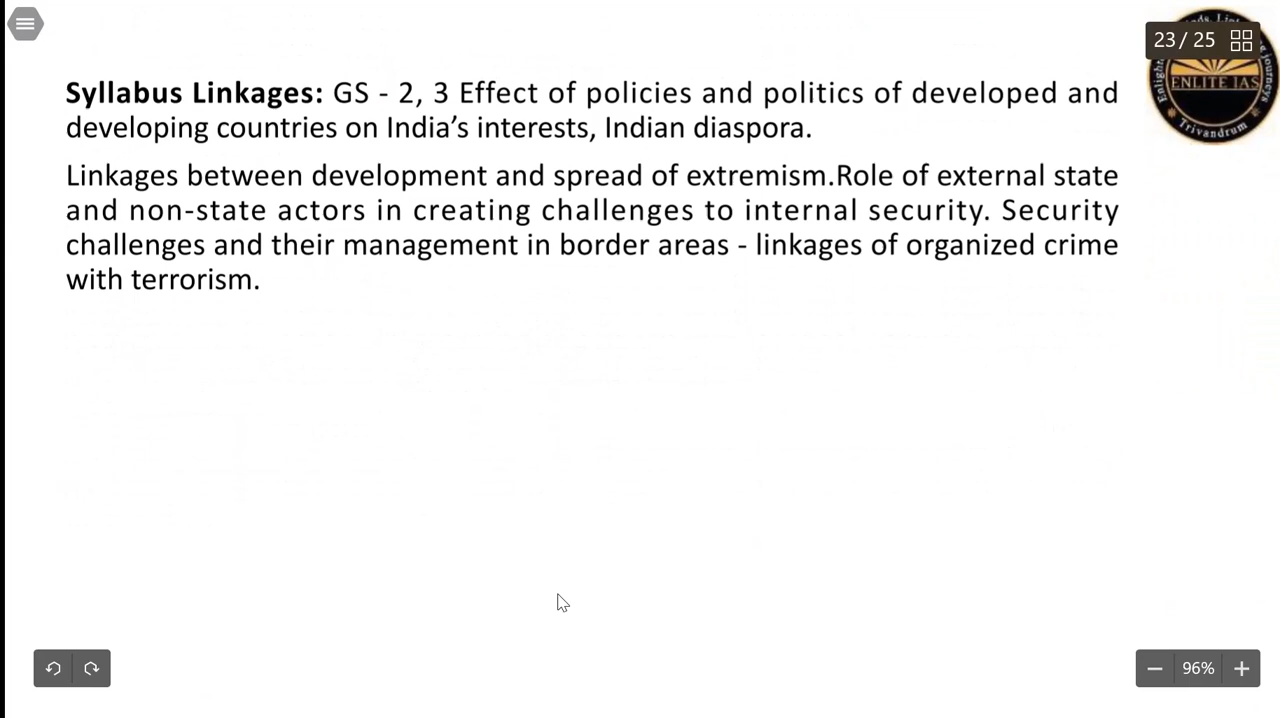 23 / 25
Syllabus Linkages: GS - 2, 3 Effect of policies and politics of developed and
developing countries on India’s interests, Indian diaspora.
Linkages between development and spread of extremism.Role of external state
and non-state actors in creating challenges to internal security. Security
challenges and their management in border areas - linkages of organized crime
with terrorism.
ENLITE IAS
Trivandrum
96%